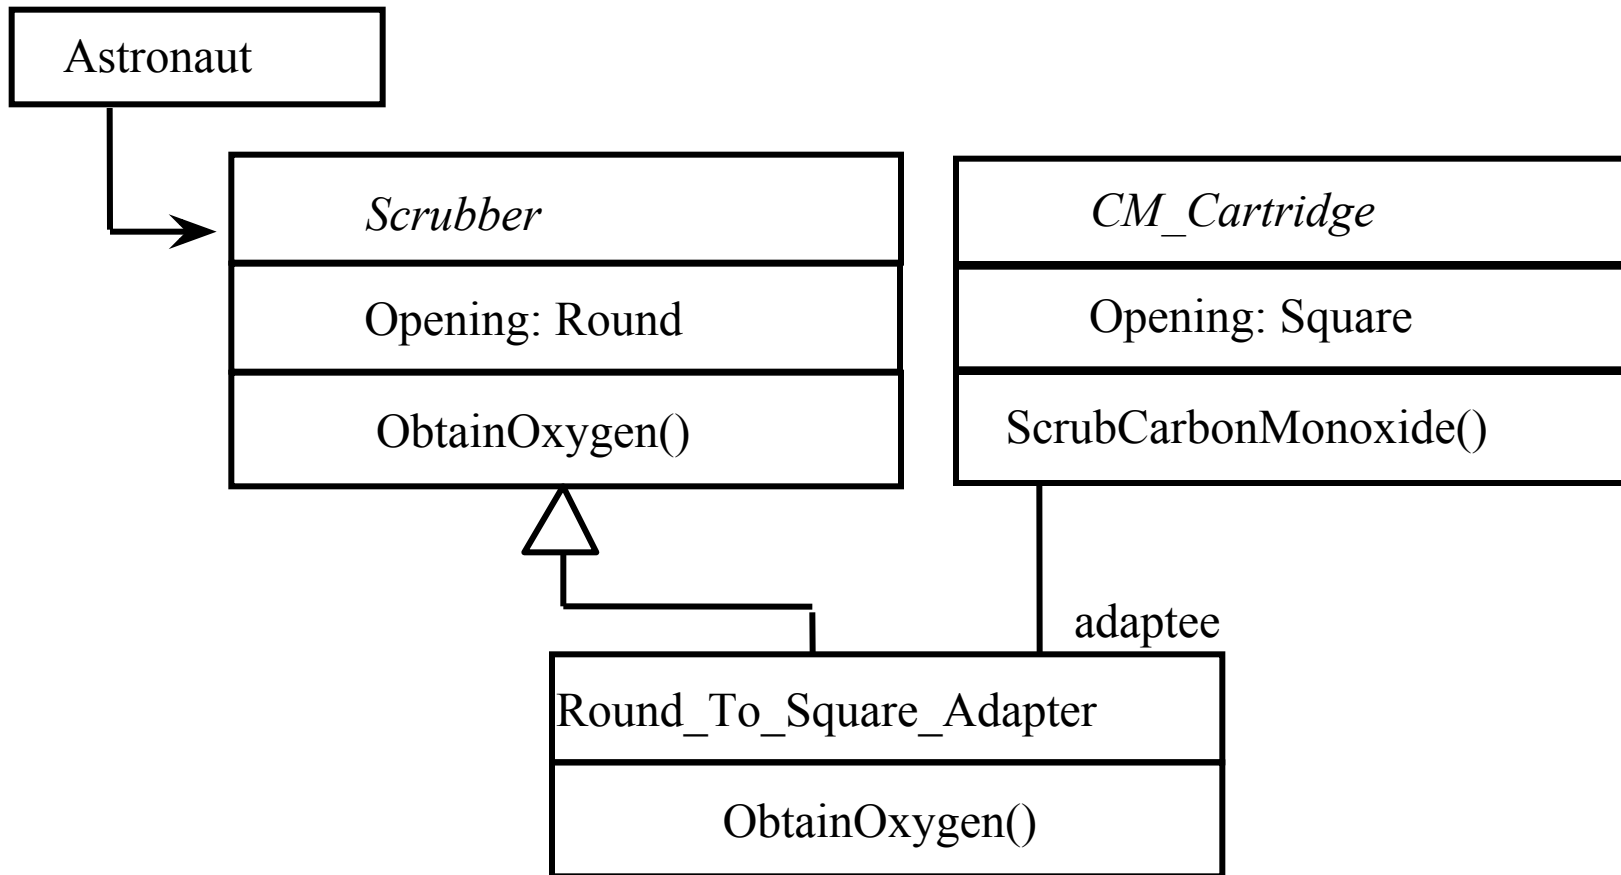 Astronaut
Scrubber
Opening: Round
ObtainOxygen()
CM_Cartridge
Opening: Square
ScrubCarbonMonoxide()
adaptee
Round_To_Square_Adapter
ObtainOxygen()